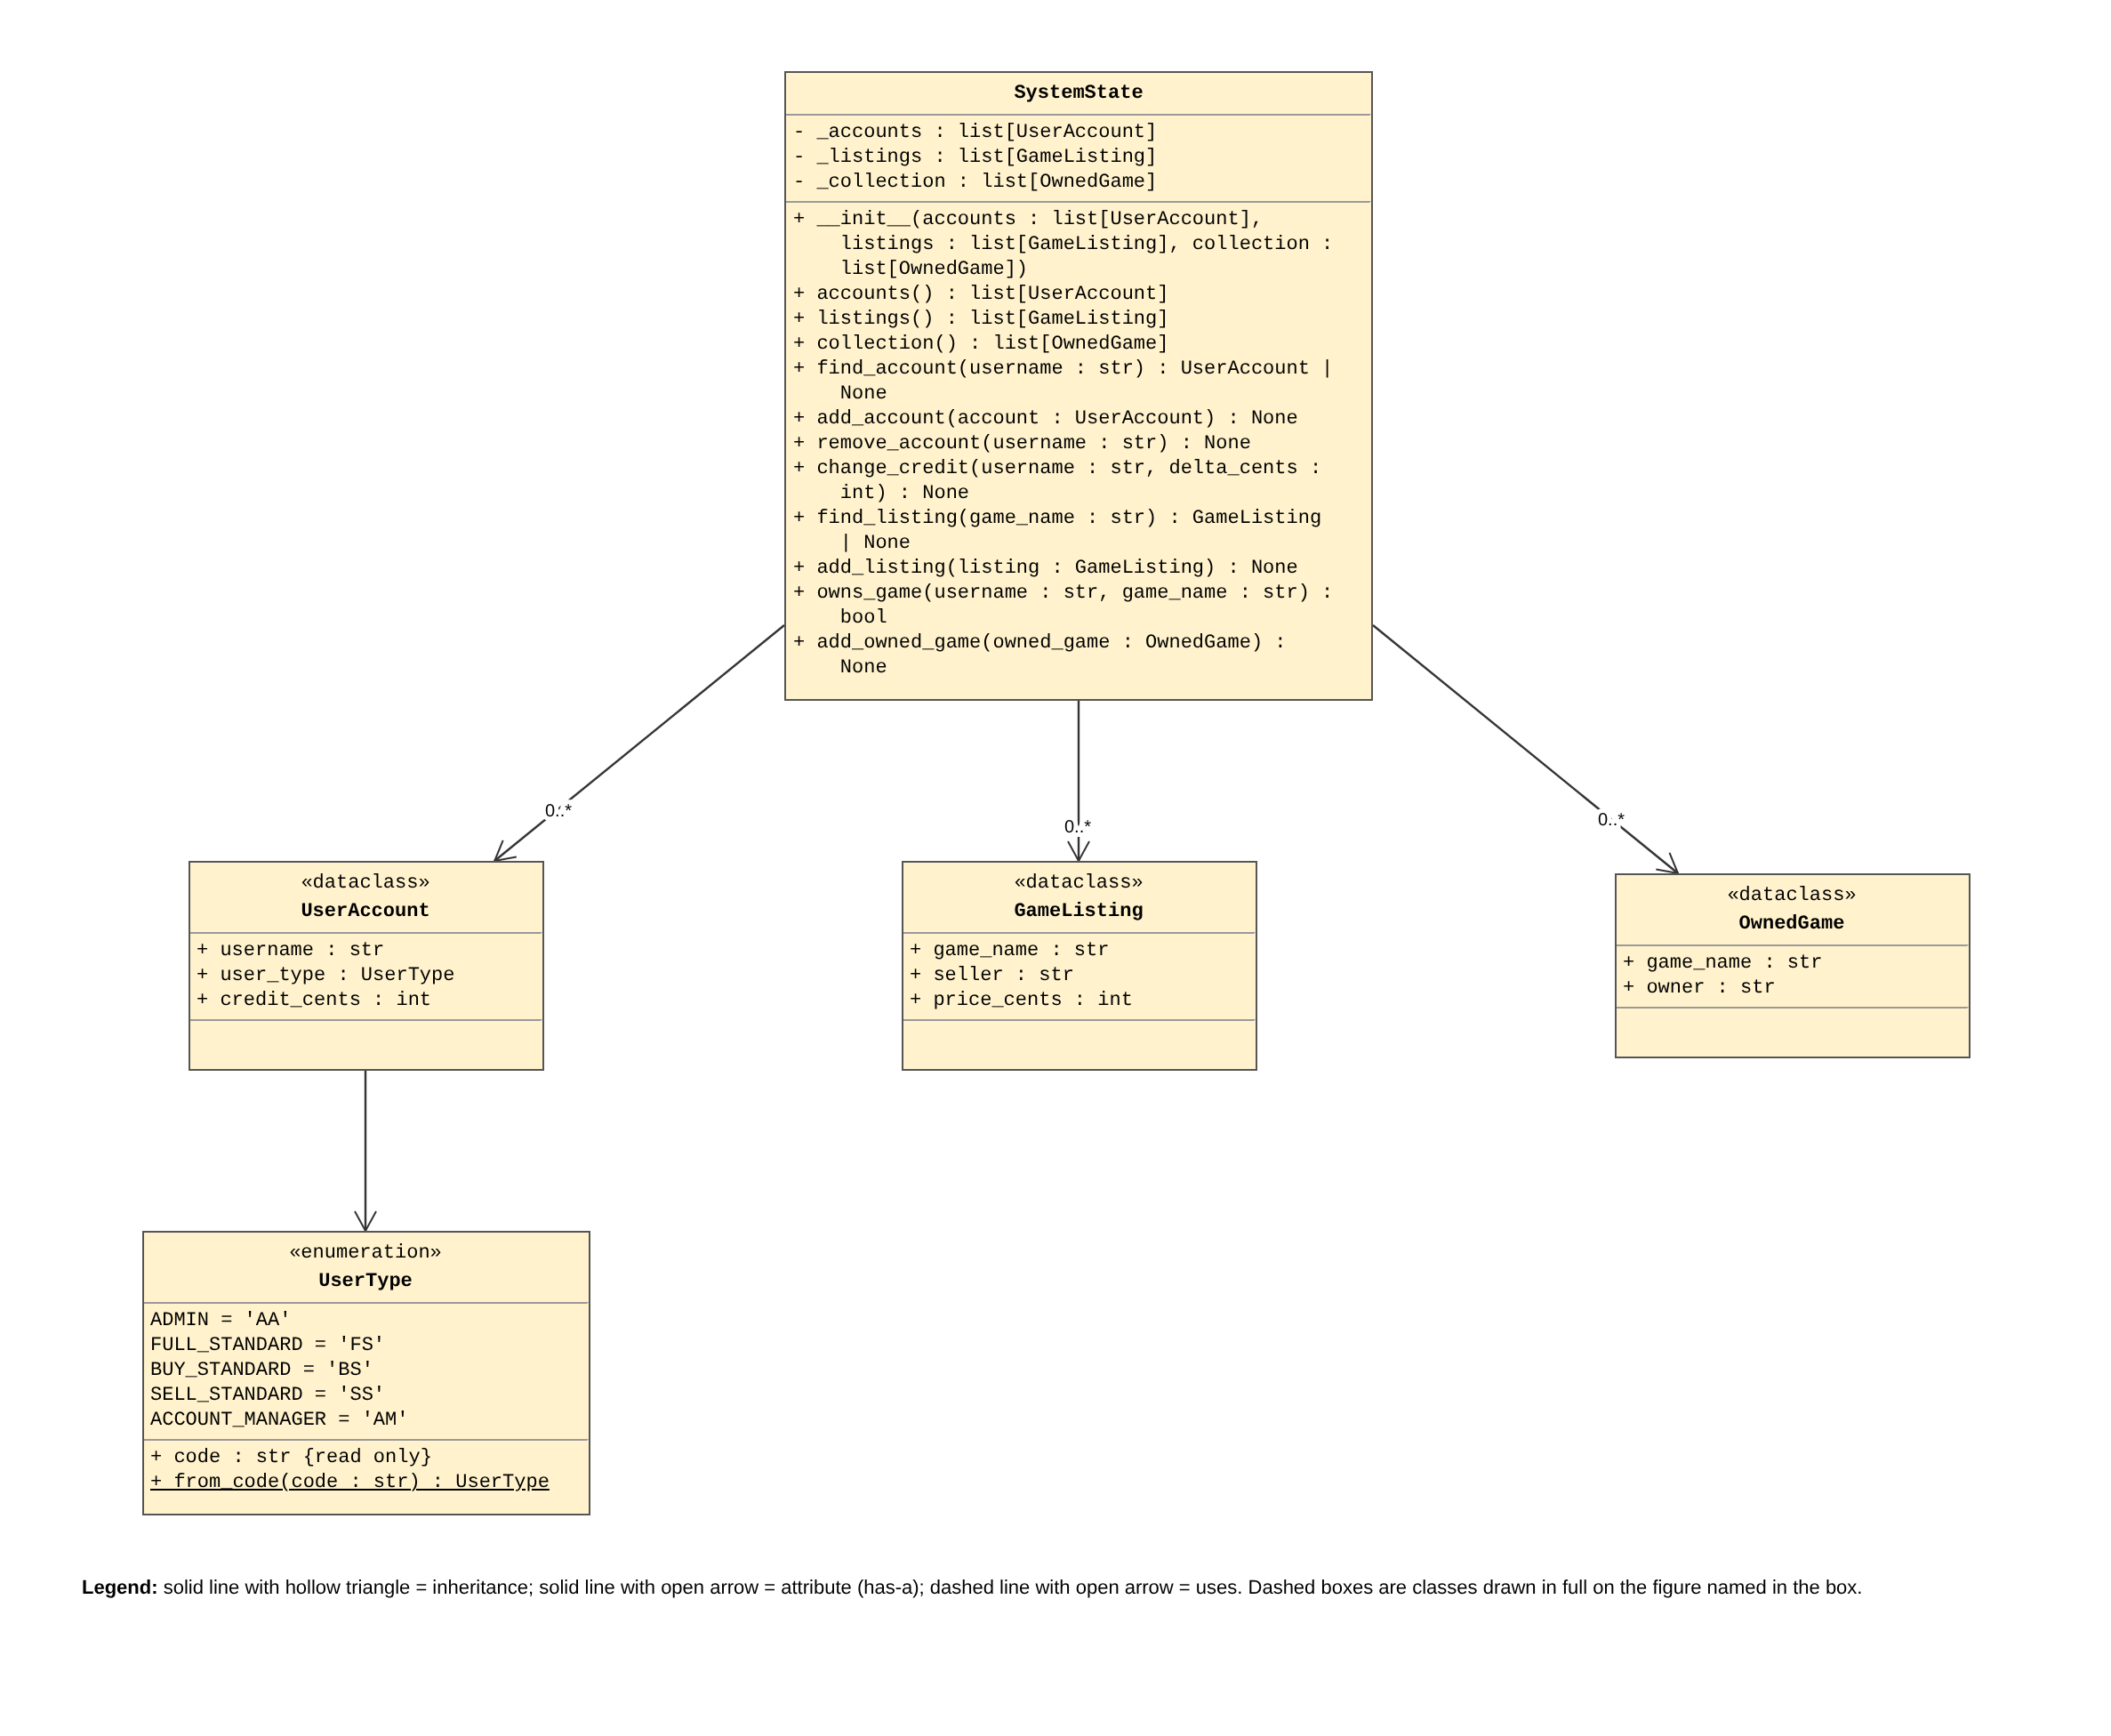 SystemState
- _accounts : list[UserAccount]
- _listings : list[GameListing]
- _collection : list[OwnedGame]
+ __init__(accounts : list[UserAccount],
listings : list[GameListing], collection :
list[OwnedGame])
+ accounts() : list[UserAccount]
+ listings() : list[GameListing]
+ collection() : list[OwnedGame]
+ find_account(username : str) : UserAccount |
None
+ add_account(account : UserAccount) : None
+ remove_account(username : str) : None
+ change_credit(username : str, delta_cents :
int) : None
+ find_listing(game_name : str) : GameListing
| None
+ add_listing(listing : GameListing) : None
+ owns_game(username : str, game_name : str) :
bool
+ add_owned_game(owned_game : OwnedGame) :
None
0..*
0..*
0..*
«dataclass»
UserAccount
+ username : str
+ user_type : UserType
+ credit_cents : int
«dataclass»
GameListing
+ game_name : str
+ seller : str
+ price_cents : int
«dataclass»
OwnedGame
+ game_name : str
+ owner : str
«enumeration»
UserType
ADMIN = 'AA'
FULL_STANDARD = 'FS'
BUY_STANDARD = 'BS'
SELL_STANDARD = 'SS'
ACCOUNT_MANAGER = 'AM'
+ code : str {read only}
+ from_code(code : str) : UserType
Legend: solid line with hollow triangle = inheritance; solid line with open arrow = attribute (has-a); dashed line with open arrow = uses. Dashed boxes are classes drawn in full on the figure named in the box.